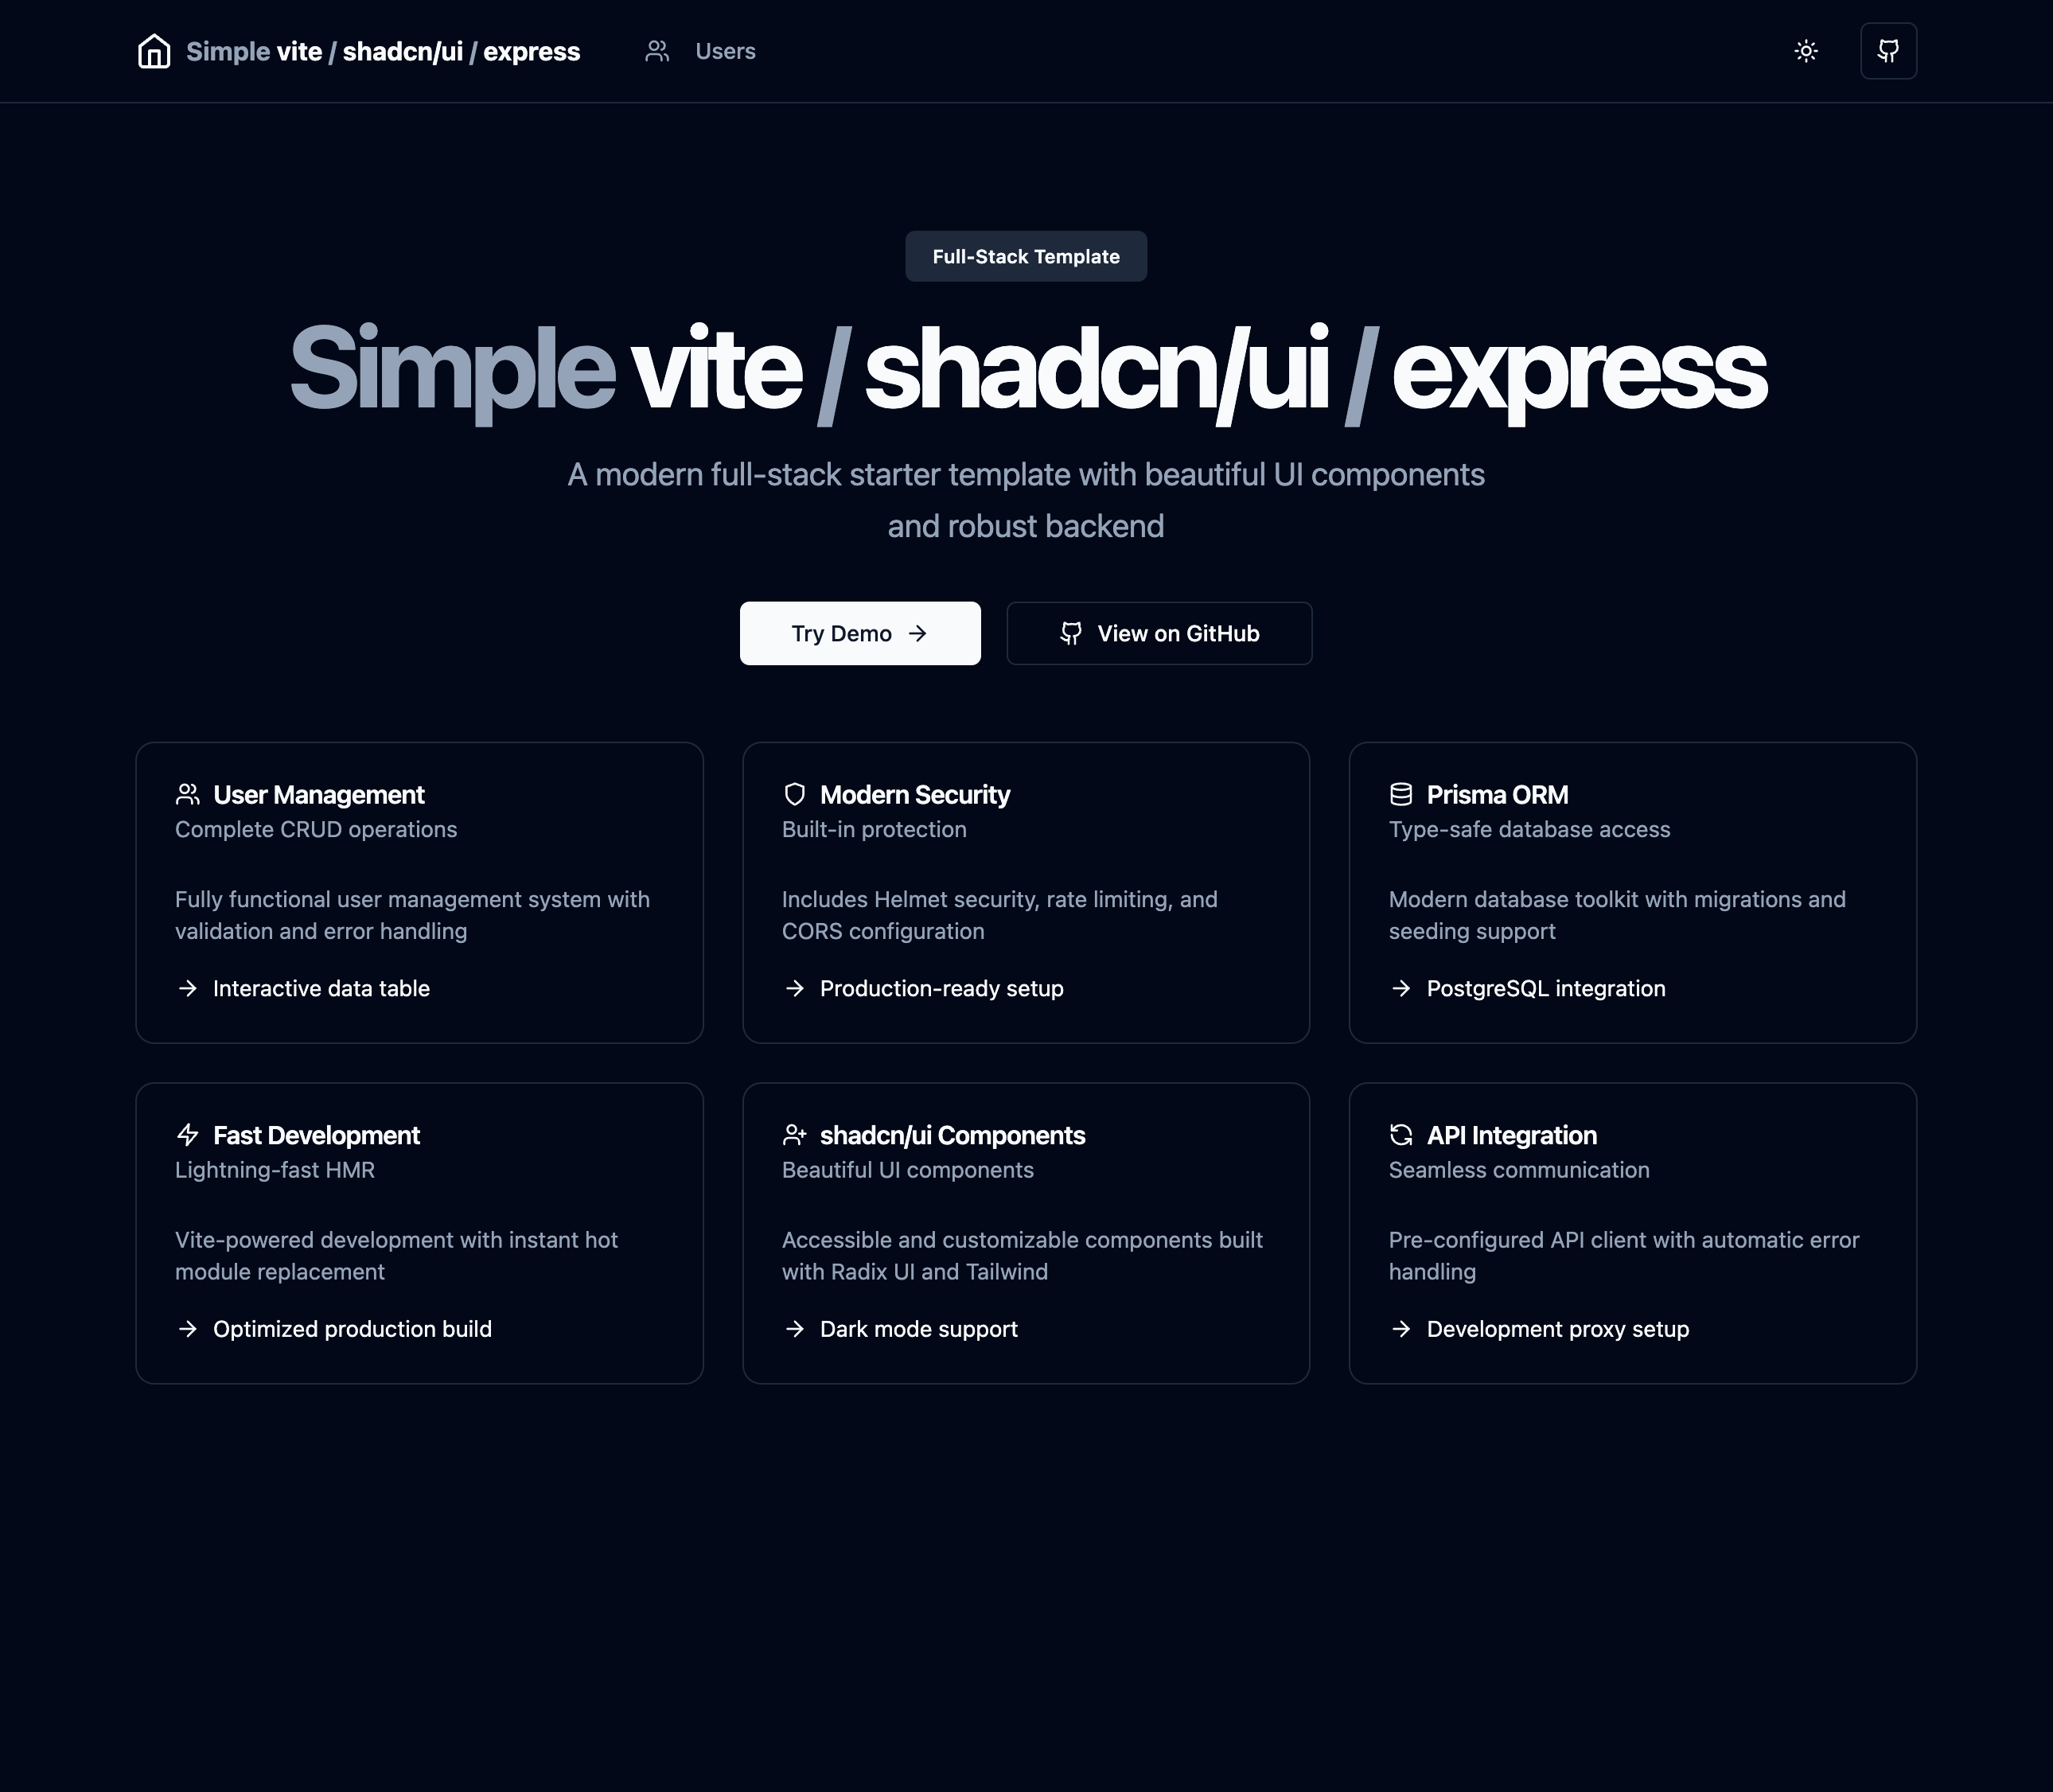 Simple vite / shadcn/ui / express
Users
Full-Stack Template
Simple vite / shadcn/ui / express
A modern full-stack starter template with beautiful UI components
and robust backend
Try Demo
View on GitHub
User Management
Complete CRUD operations
Fully functional user management system with
validation and error handling
Interactive data table
Modern Security
Built-in protection
Includes Helmet security, rate limiting, and
CORS configuration
Production-ready setup
Prisma ORM
Type-safe database access
Modern database toolkit with migrations and
seeding support
PostgreSQL integration
Fast Development
Lightning-fast HMR
Vite-powered development with instant hot
module replacement
Optimized production build
shadcn/ui Components
Beautiful UI components
Accessible and customizable components built
with Radix UI and Tailwind
Dark mode support
API Integration
Seamless communication
Pre-configured API client with automatic error
handling
Development proxy setup